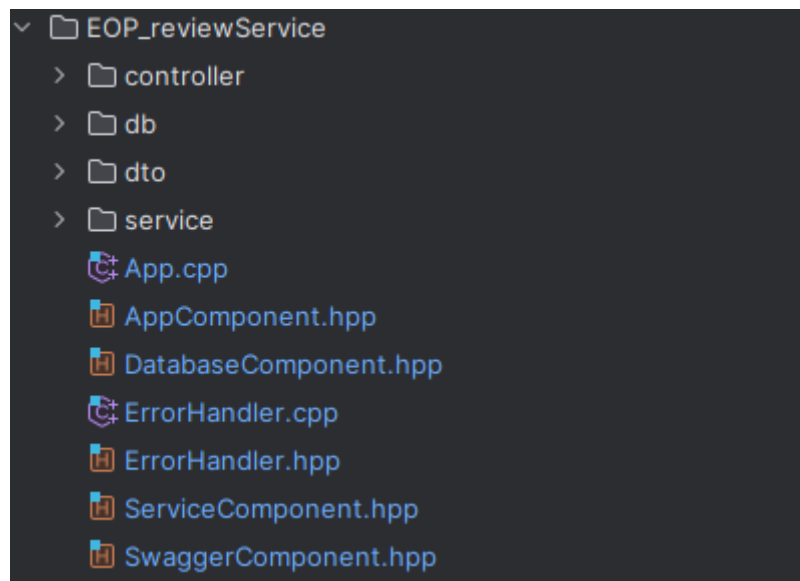 EOP_reviewService
controller
db
dto
service
App.cpp
AppComponent.hpp
DatabaseComponent.hpp
ErrorHandler.cpp
ErrorHandler.hpp
ServiceComponent.hpp
SwaggerComponent.hpp